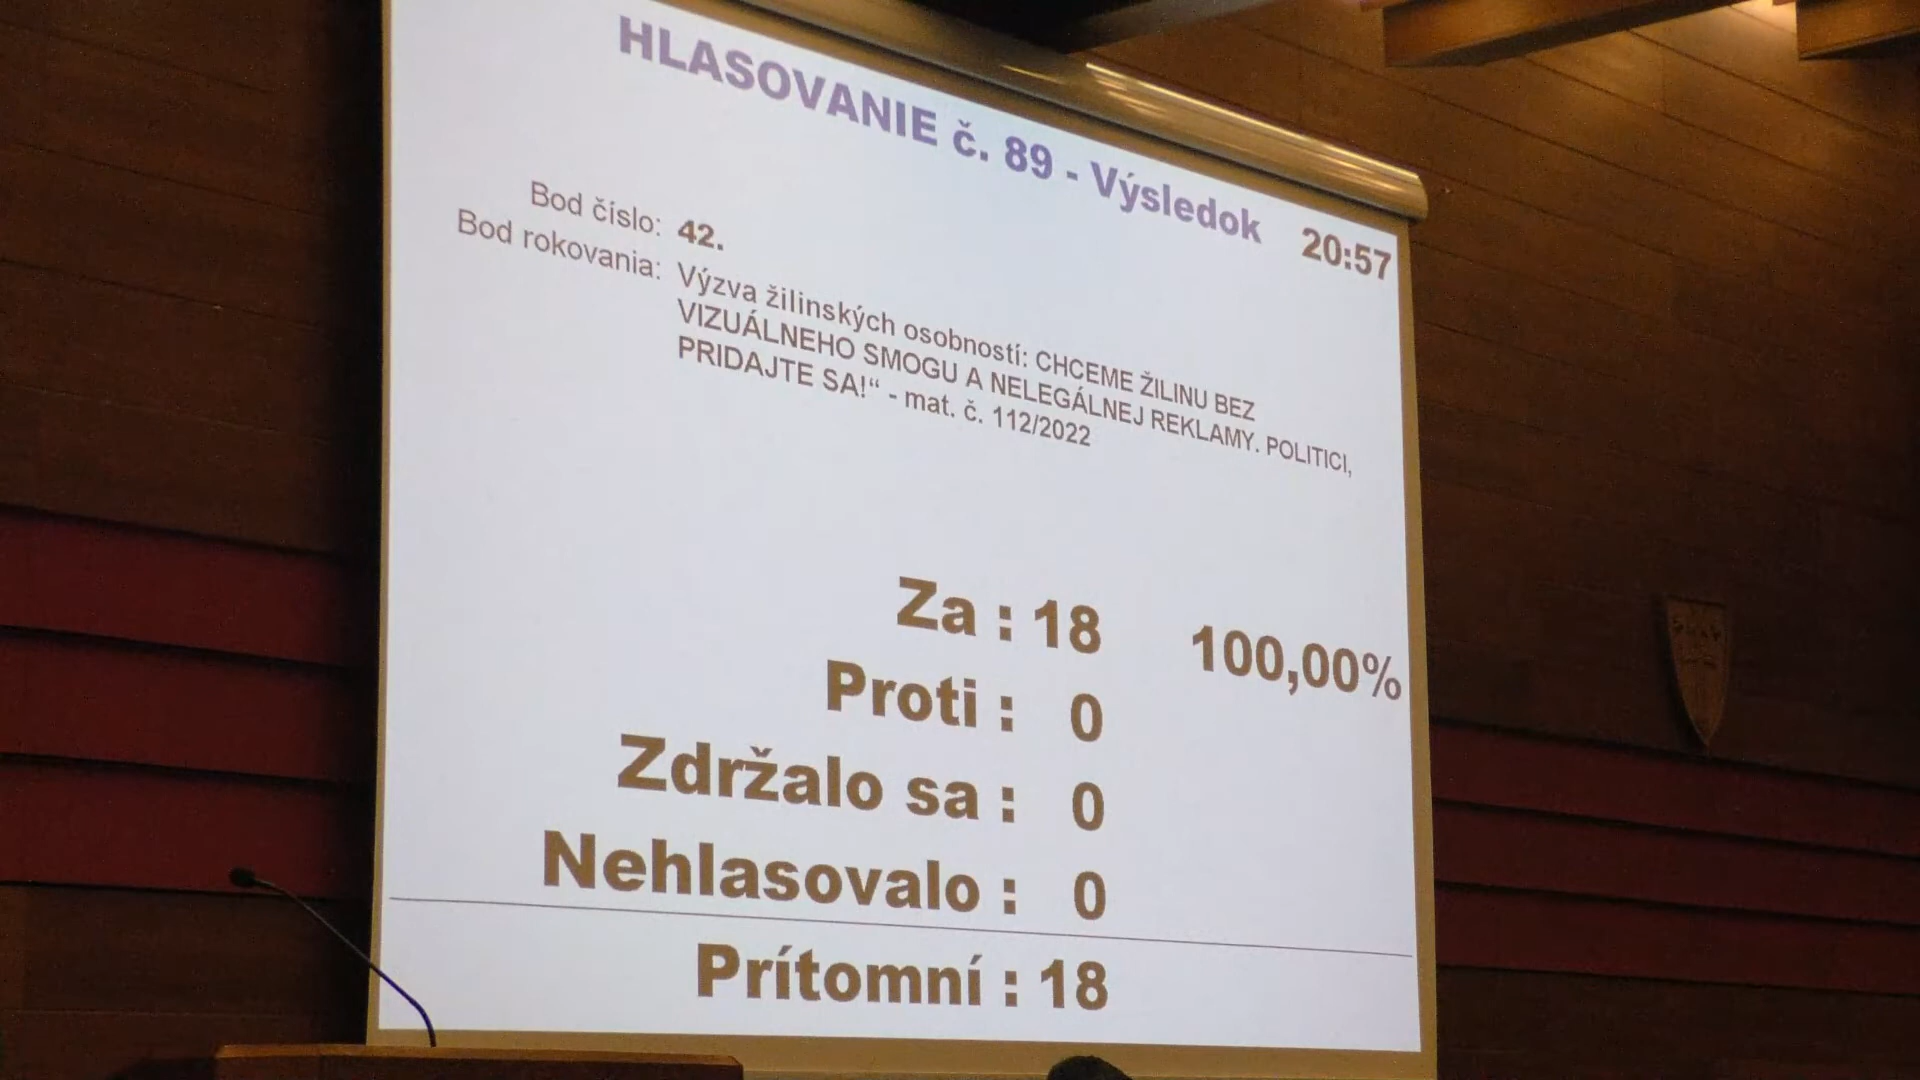 HLASOVANIE č. 89 - Výsledok 20:57
Bod číslo: 42.
Bod rokovania: Výzva žilinských osobností: CHCEME ŽILINU BEZ
VIZUÁLNEHO SMOGU A NELEGÁLNEJ REKLAMY. POLITICI,
PRIDAJTE SA!“ - mat. č. 112/2022
Za : 18 100,00%
Proti : 0
Zdržalo sa : 0
Nehlasovalo : 0
Prítomní : 18